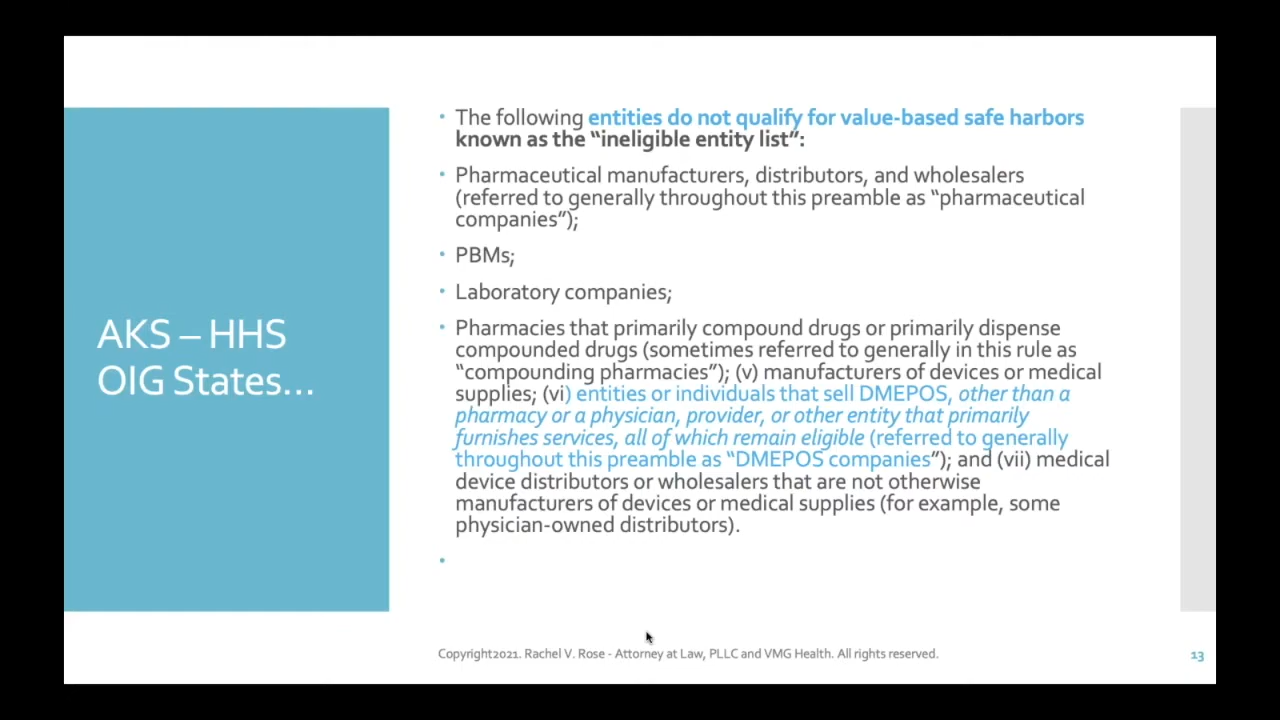 AKS – HHS
OIG States...
• The following entities do not qualify for value-based safe harbors
known as the “ineligible entity list”:
• Pharmaceutical manufacturers, distributors, and wholesalers
(referred to generally throughout this preamble as “pharmaceutical
companies”);
• PBMs;
• Laboratory companies;
• Pharmacies that primarily compound drugs or primarily dispense
compounded drugs (sometimes referred to generally in this rule as
“compounding pharmacies”); (v) manufacturers of devices or medical
supplies; (vi) entities or individuals that sell DMEPOS, other than a
pharmacy or a physician, provider, or other entity that primarily
furnishes services, all of which remain eligible (referred to generally
throughout this preamble as “DMEPOS companies”); and (vii) medical
device distributors or wholesalers that are not otherwise
manufacturers of devices or medical supplies (for example, some
physician-owned distributors).
•
Copyright2021. Rachel V. Rose - Attorney at Law, PLLC and VMG Health. All rights reserved.
13